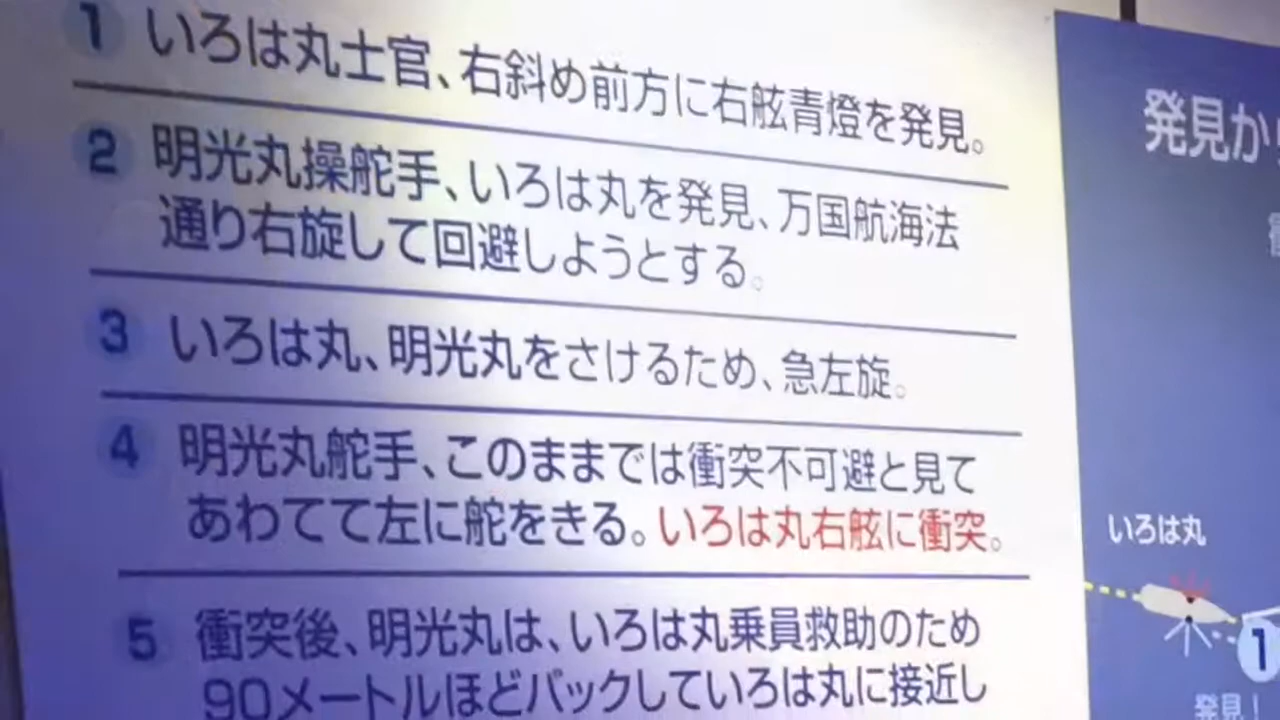 1 いろは丸士官、右斜め前方に右舷青燈を発見。
2 明光丸操舵手、いろは丸を発見、万国航海法
通り右旋して回避しようとする。
3 いろは丸、明光丸をさけるため、急左旋。
4 明光丸舵手、このままでは衝突不可避と見て
あわてて左に舵をきる。いろは丸右舷に衝突。
5 衝突後、明光丸は、いろは丸乗員救助のため
90メートルほどバックしていろは丸に接近し
発見か
いろは丸
1
発見！